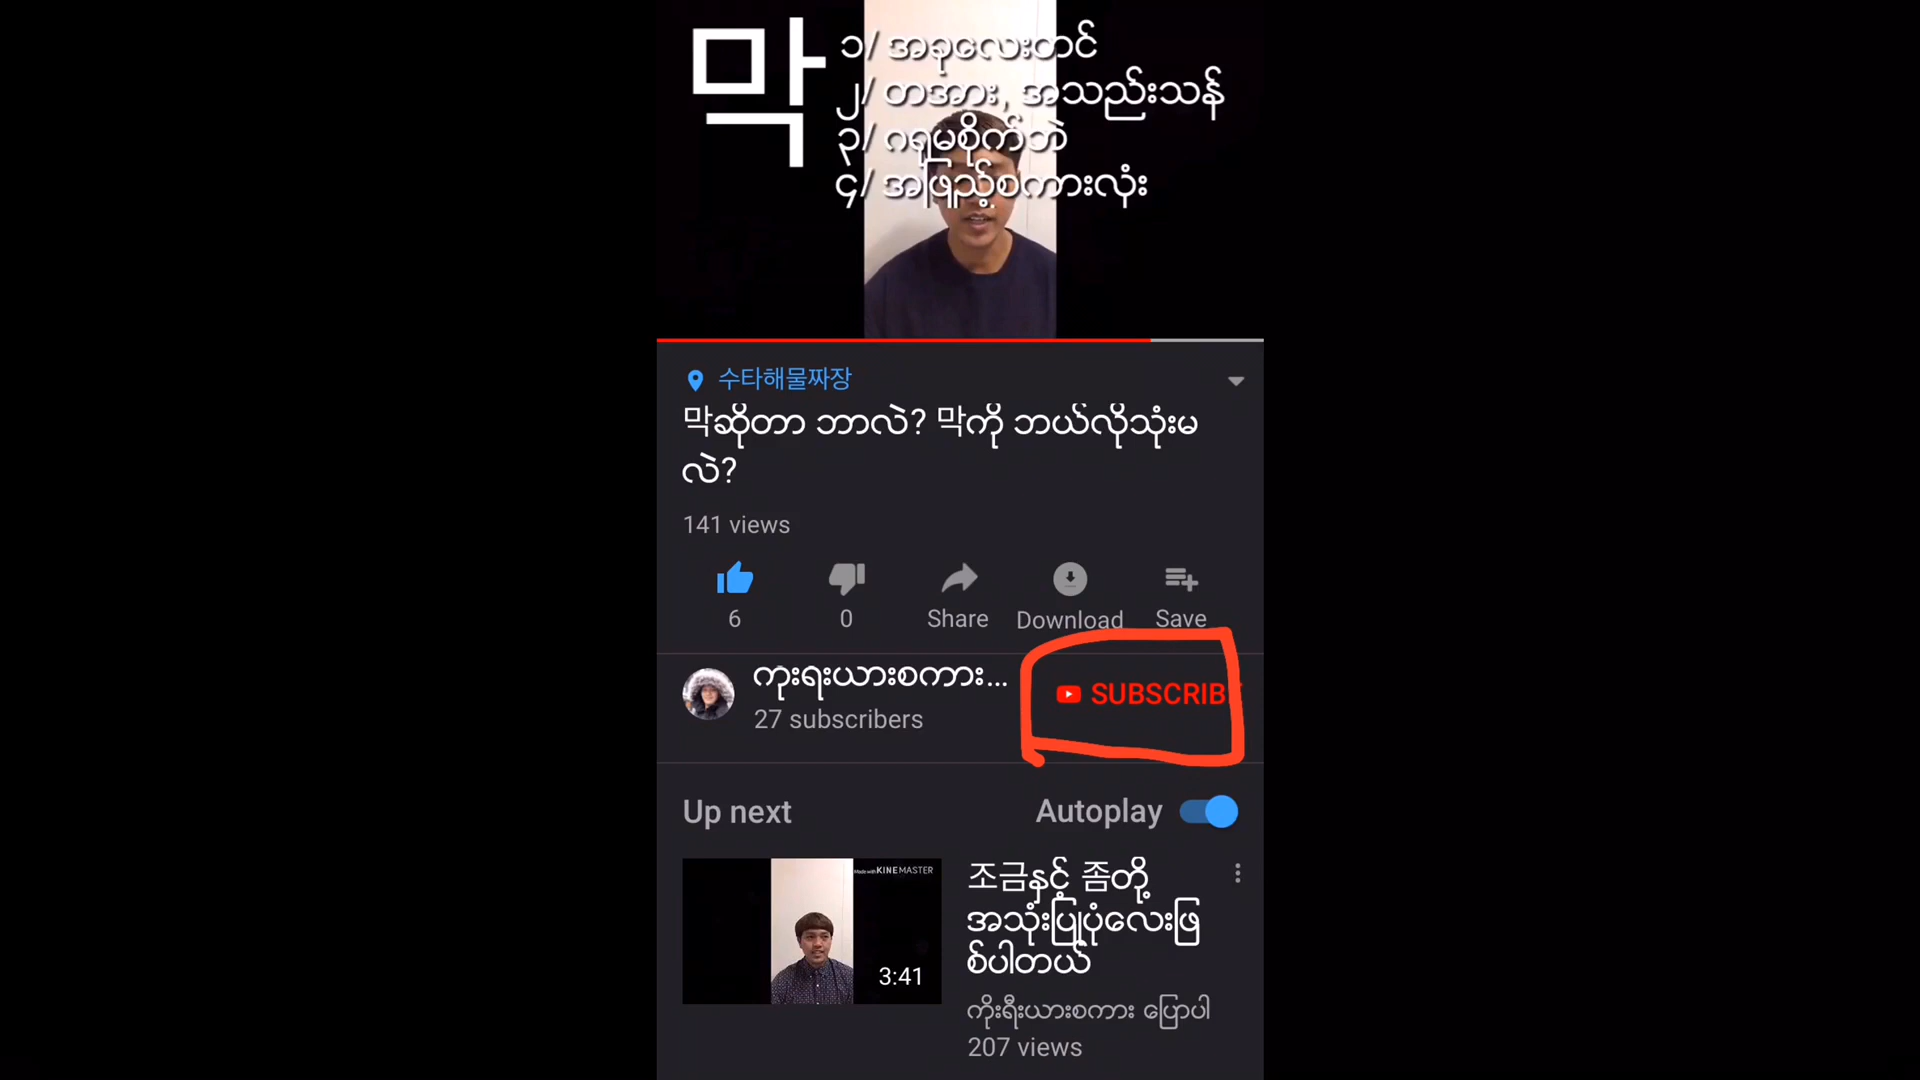 막
၁/ အခုလေးတင်
၂/ တအား, အသည်းသန်
၃/ ဂရုမစိုက်ဘဲ
၄/ အဖြည့်စကားလုံး
수타해물짜장
막ဆိုတာ ဘာလဲ? 막ကို ဘယ်လိုသုံးမ
လဲ?
141 views
6
0
Share
Download
Save
ကုးရးယားစကား...
27 subscribers
SUBSCRIB
Up next
Autoplay
Made with KINEMASTER
3:41
조금နှင့် 좀တို့
အသုံးပြုပုံလေးဖြ
စ်ပါတယ်
ကိုးရီးယားစကား ပြောပါ
207 views